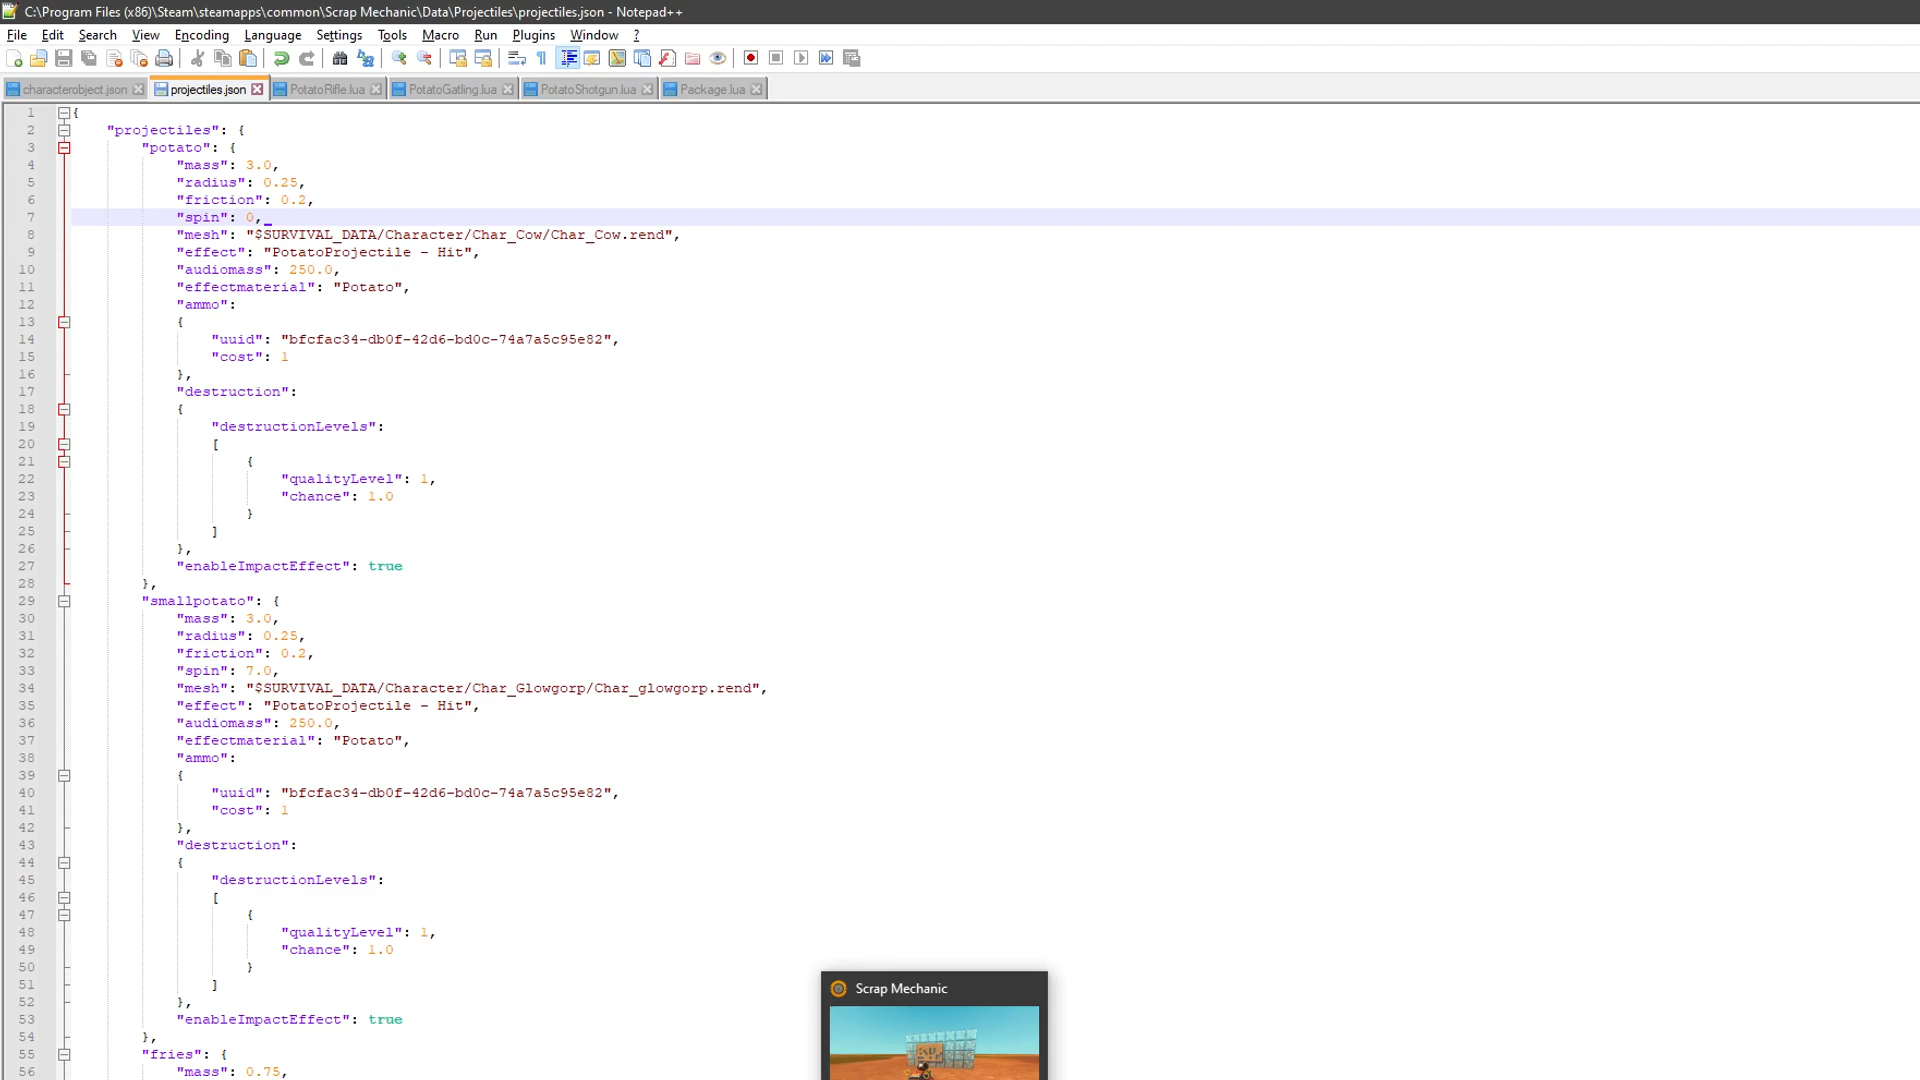 C:\Program Files (x86)\Steam\steamapps\common\Scrap Mechanic\Data\Projectiles\projectiles.json - Notepad++
File Edit Search View Encoding Language Settings Tools Macro Run Plugins Window ?
characterobject.json projectiles.json PotatoRifle.lua PotatoGatling.lua PotatoShotgun.lua Package.lua
1 {
2 "projectiles": {
3 "potato": {
4 "mass": 3.0,
5 "radius": 0.25,
6 "friction": 0.2,
7 "spin": 0,_
8 "mesh": "$SURVIVAL_DATA/Character/Char_Cow/Char_Cow.rend",
9 "effect": "PotatoProjectile - Hit",
10 "audiomass": 250.0,
11 "effectmaterial": "Potato",
12 "ammo":
13 {
14 "uuid": "bfcfac34-db0f-42d6-bd0c-74a7a5c95e82",
15 "cost": 1
16 },
17 "destruction":
18 {
19 "destructionLevels":
20 [
21 {
22 "qualityLevel": 1,
23 "chance": 1.0
24 }
25 ]
26 },
27 "enableImpactEffect": true
28 },
29 "smallpotato": {
30 "mass": 3.0,
31 "radius": 0.25,
32 "friction": 0.2,
33 "spin": 7.0,
34 "mesh": "$SURVIVAL_DATA/Character/Char_Glowgorp/Char_glowgorp.rend",
35 "effect": "PotatoProjectile - Hit",
36 "audiomass": 250.0,
37 "effectmaterial": "Potato",
38 "ammo":
39 {
40 "uuid": "bfcfac34-db0f-42d6-bd0c-74a7a5c95e82",
41 "cost": 1
42 },
43 "destruction":
44 {
45 "destructionLevels":
46 [
47 {
48 "qualityLevel": 1,
49 "chance": 1.0
50 }
51 ]
52 },
53 "enableImpactEffect": true
54 },
55 "fries": {
56 "mass": 0.75,
Scrap Mechanic